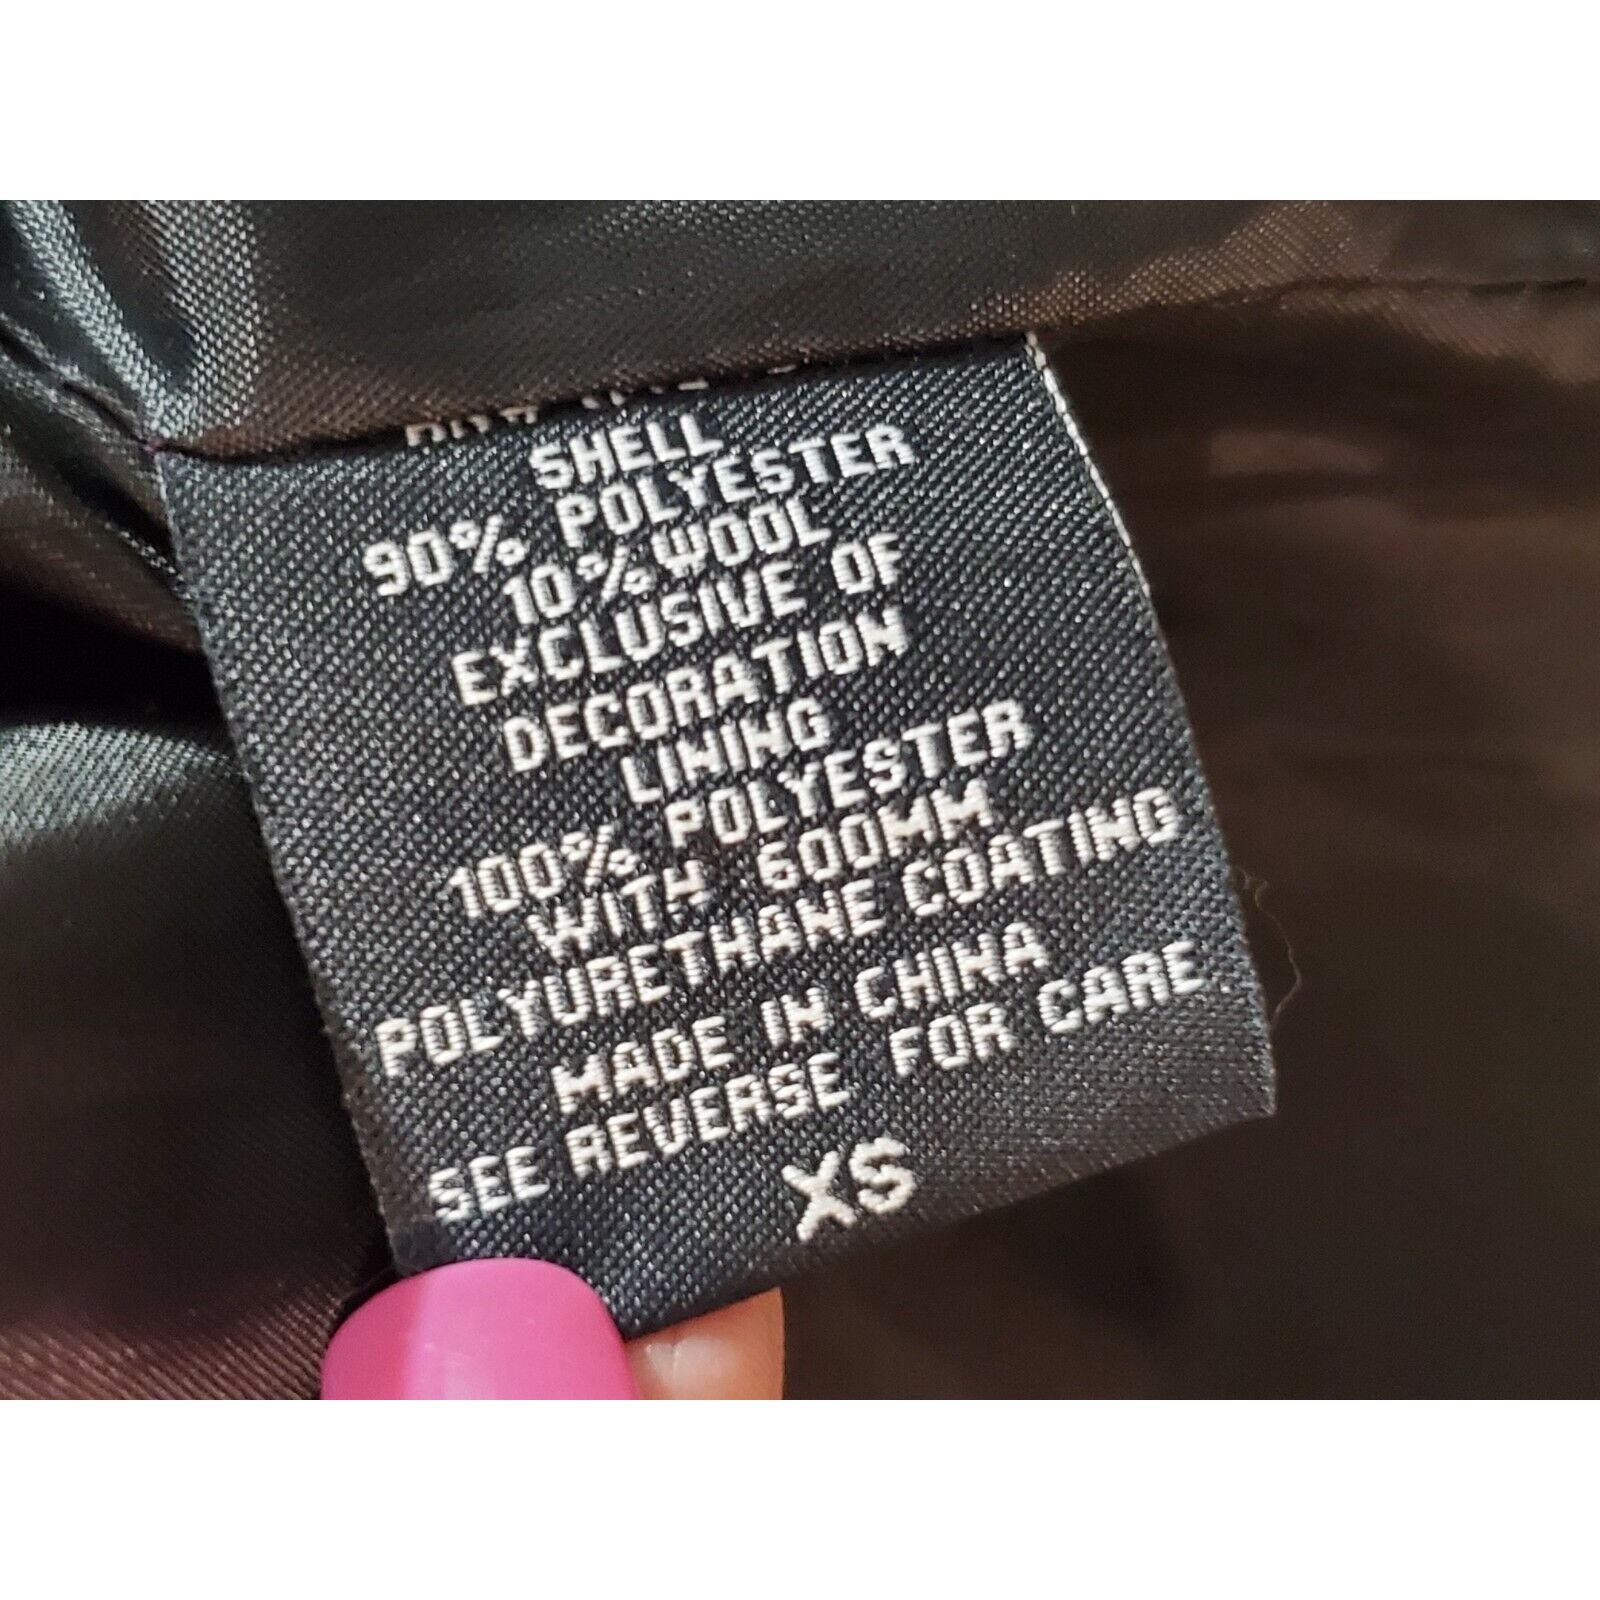 SHELL
90% POLYESTER
10% WOOL
EXCLUSIVE OF
DECORATION
LINING
100% POLYESTER
WITH 600MM
POLYURETHANE COATING
MADE IN CHINA
SEE REVERSE FOR CARE
XS